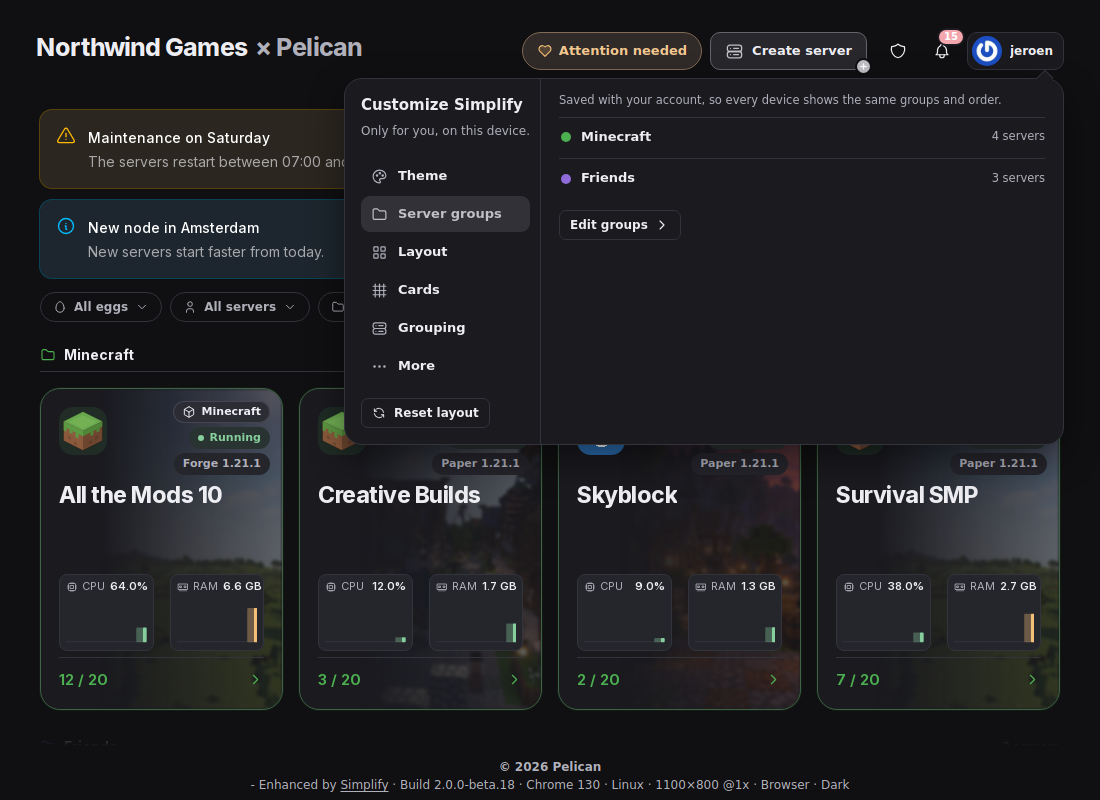 Northwind Games × Pelican
Attention needed
Create server
15
jeroen
Customize Simplify
Only for you, on this device.
Theme
Server groups
Layout
Cards
Grouping
More
Reset layout
Saved with your account, so every device shows the same groups and order.
Minecraft
4 servers
Friends
3 servers
Edit groups
Maintenance on Saturday
The servers restart between 07:00 and
New node in Amsterdam
New servers start faster from today.
All eggs
All servers
Minecraft
Minecraft
Running
Forge 1.21.1
All the Mods 10
CPU 64.0%
RAM 6.6 GB
12 / 20
Paper 1.21.1
Creative Builds
CPU 12.0%
RAM 1.7 GB
3 / 20
Paper 1.21.1
Skyblock
CPU 9.0%
RAM 1.3 GB
2 / 20
Paper 1.21.1
Survival SMP
CPU 38.0%
RAM 2.7 GB
7 / 20
Friends
© 2026 Pelican
- Enhanced by Simplify · Build 2.0.0-beta.18 · Chrome 130 · Linux · 1100×800 @1x · Browser · Dark